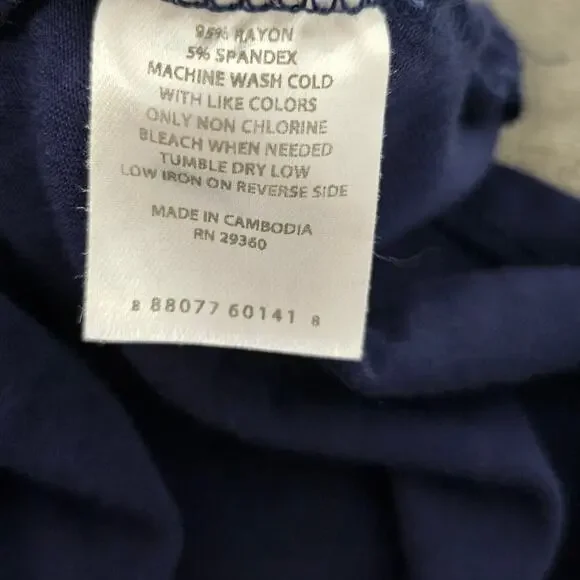 95% RAYON
5% SPANDEX
MACHINE WASH COLD
WITH LIKE COLORS
ONLY NON CHLORINE
BLEACH WHEN NEEDED
TUMBLE DRY LOW
LOW IRON ON REVERSE SIDE
MADE IN CAMBODIA
RN 29360
8 88077 60141 8